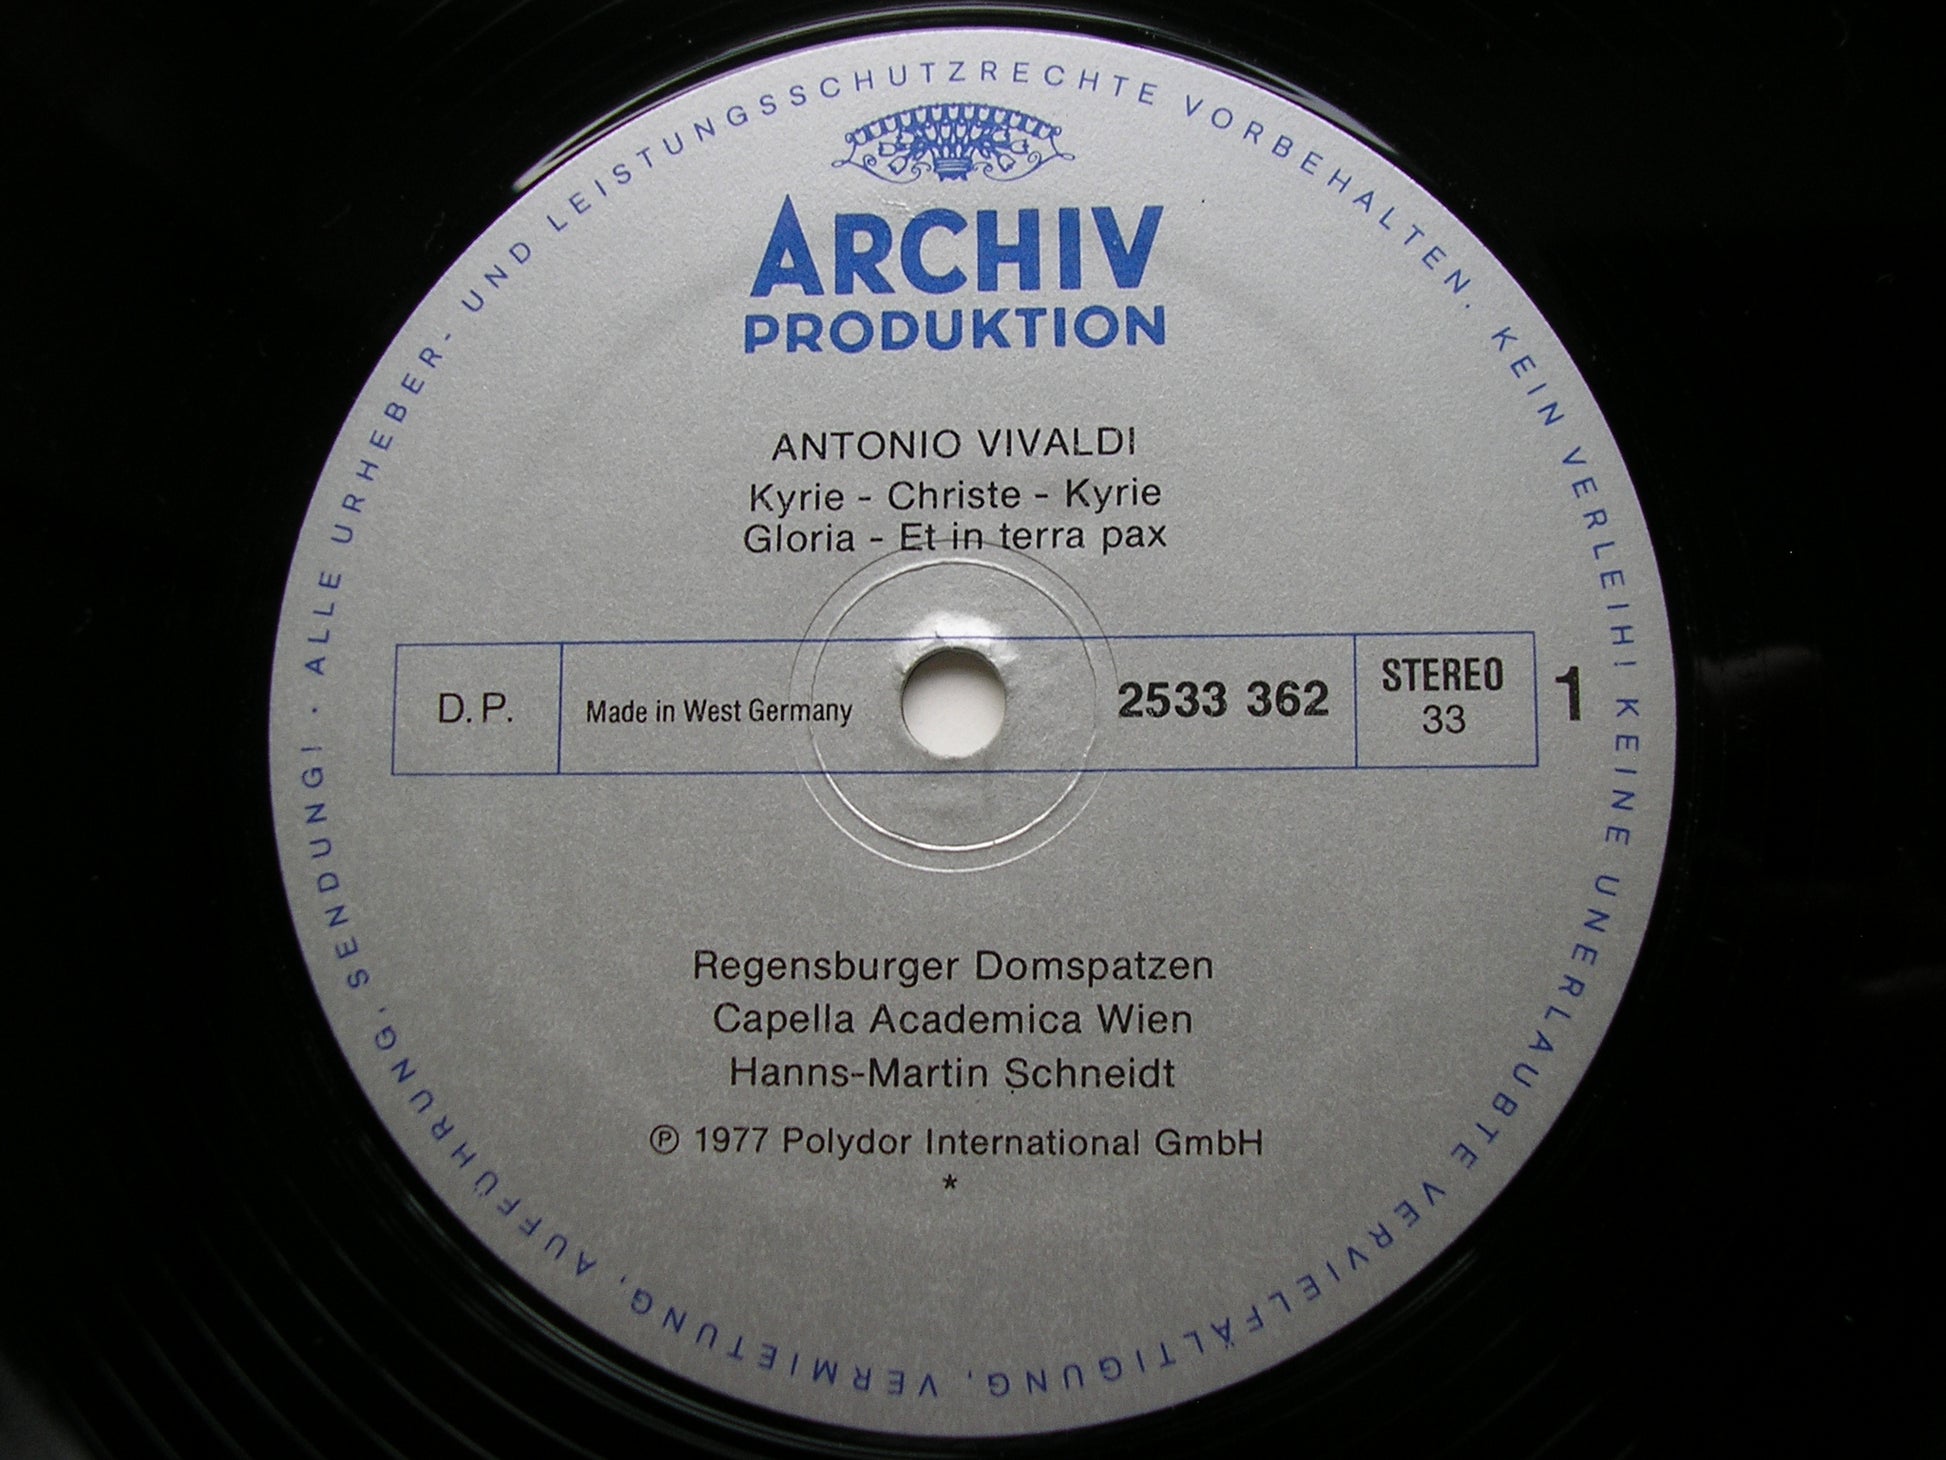 ALLE URHEBER- UND LEISTUNGSSCHUTZRECHTE VORBEHALTEN. KEIN VERLEIH! KEINE UNERLAUBTE VERVIELFÄLTIGUNG, VERMIETUNG, AUFFÜHRUNG, SENDUNG! ·
ARCHIV
PRODUKTION
ANTONIO VIVALDI
Kyrie - Christe - Kyrie
Gloria - Et in terra pax
D. P.
Made in West Germany
2533 362
STEREO
33
1
Regensburger Domspatzen
Capella Academica Wien
Hanns-Martin Schneidt
℗ 1977 Polydor International GmbH
*